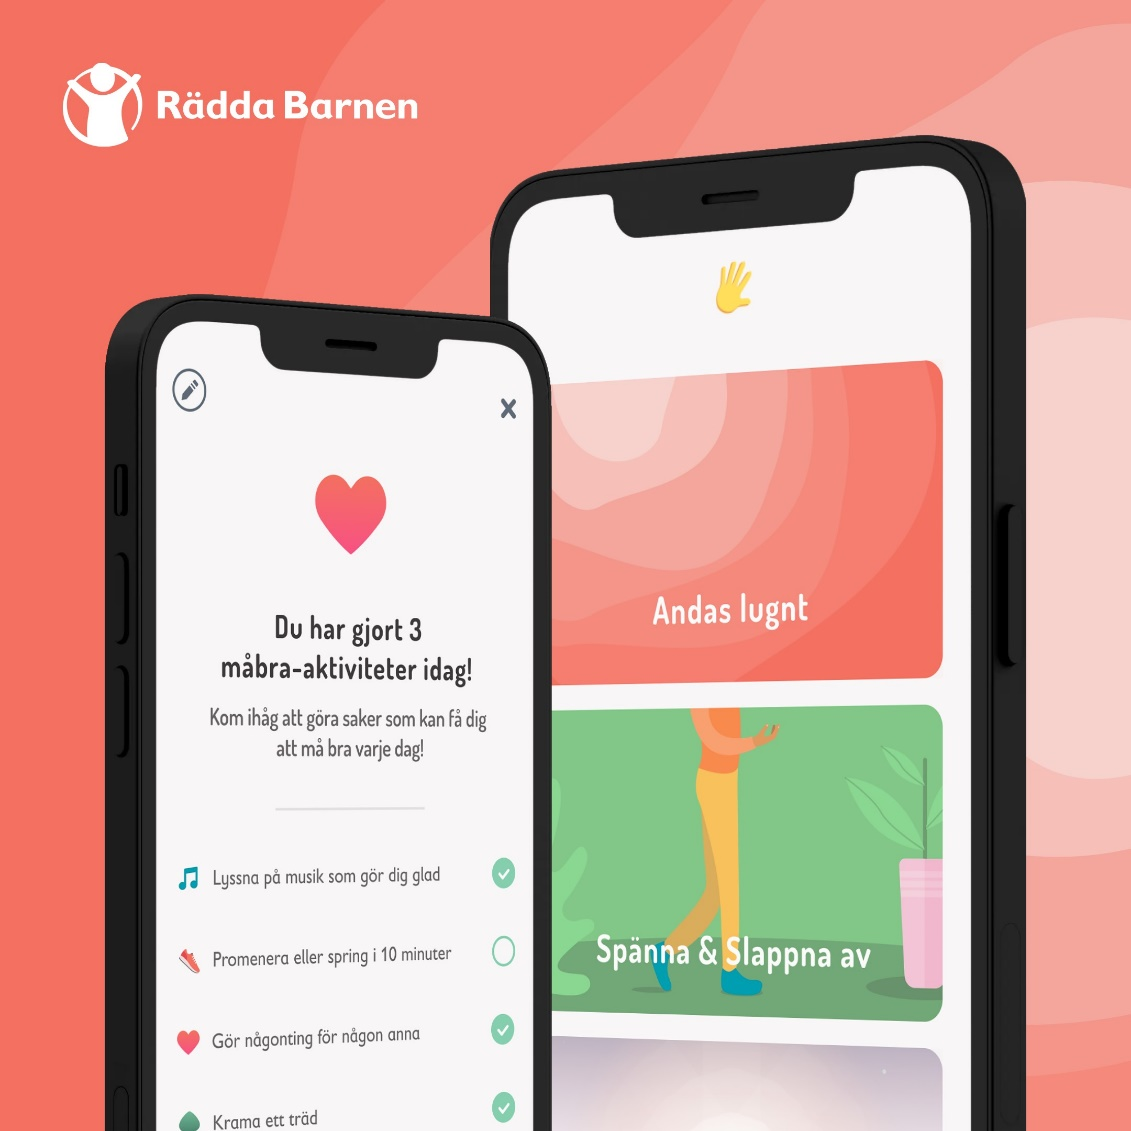 Rädda Barnen
Du har gjort 3
måbra-aktiviteter idag!
Kom ihåg att göra saker som kan få dig
att må bra varje dag!
Lyssna på musik som gör dig glad
Promenera eller spring i 10 minuter
Gör någonting för någon anna
Krama ett träd
Andas lugnt
Spänna & Slappna av